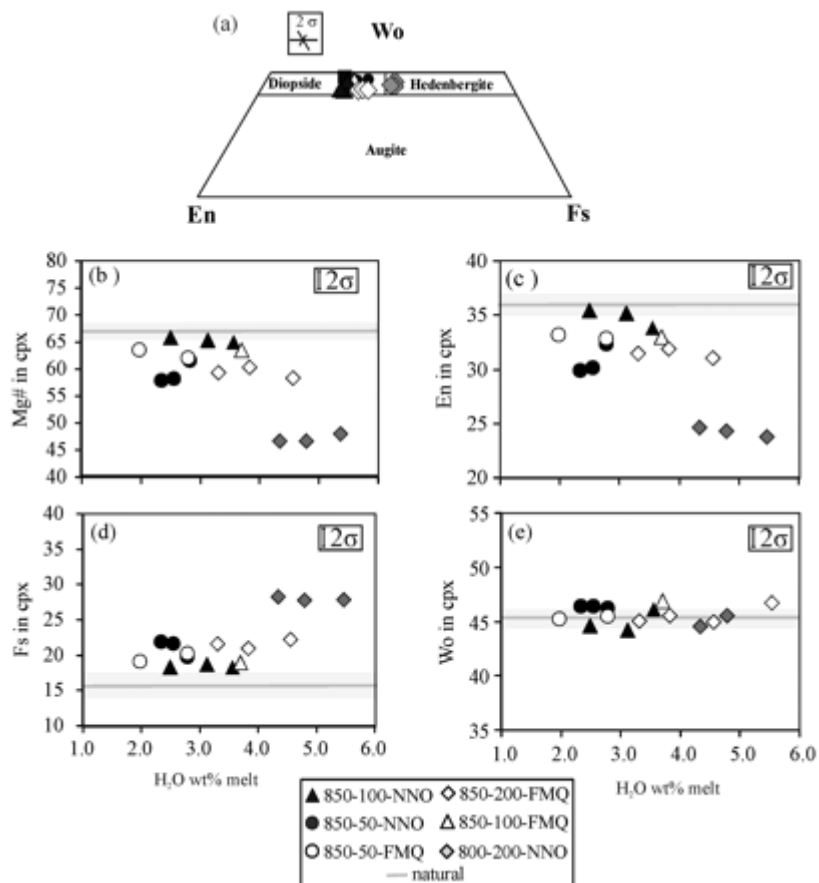 (a)
2 σ
Wo
Diopside
Hedenbergite
Augite
En
Fs
(b )
2σ
Mg# in cpx
80
75
70
65
60
55
50
45
40
(c)
2σ
En in cpx
40
35
30
25
20
(d)
2σ
Fs in cpx
40
35
30
25
20
15
10
1.0 2.0 3.0 4.0 5.0 6.0
H2O wt% melt
(e)
2σ
Wo in cpx
55
50
45
40
35
1.0 2.0 3.0 4.0 5.0 6.0
H2O wt% melt
850-100-NNO 850-200-FMQ
850-50-NNO 850-100-FMQ
850-50-FMQ 800-200-NNO
natural